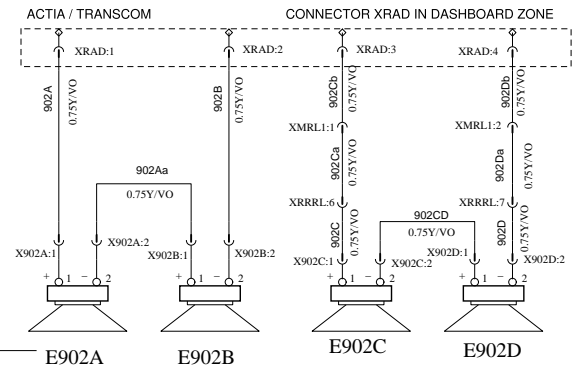 ACTIA / TRANSCOM
CONNECTOR XRAD IN DASHBOARD ZONE
XRAD:1
XRAD:2
XRAD:3
XRAD:4
902A
0.75Y/VO
902B
0.75Y/VO
902Cb
0.75Y/VO
902Db
0.75Y/VO
XMRL1:1
XMRL1:2
902Ca
0.75Y/VO
902Da
0.75Y/VO
902Aa
0.75Y/VO
XRRRL:6
XRRRL:7
902C
0.75Y/VO
902CD
0.75Y/VO
902D
0.75Y/VO
X902A:1
X902A:2
X902B:1
X902B:2
X902C:1
X902C:2
X902D:1
X902D:2
+ 1 − 2
+ 1 − 2
+ 1 − 2
+ 1 − 2
E902A
E902B
E902C
E902D